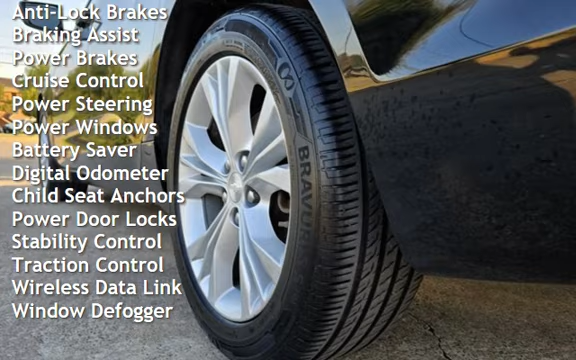 Anti-Lock Brakes
Braking Assist
Power Brakes
Cruise Control
Power Steering
Power Windows
Battery Saver
Digital Odometer
Child Seat Anchors
Power Door Locks
Stability Control
Traction Control
Wireless Data Link
Window Defogger